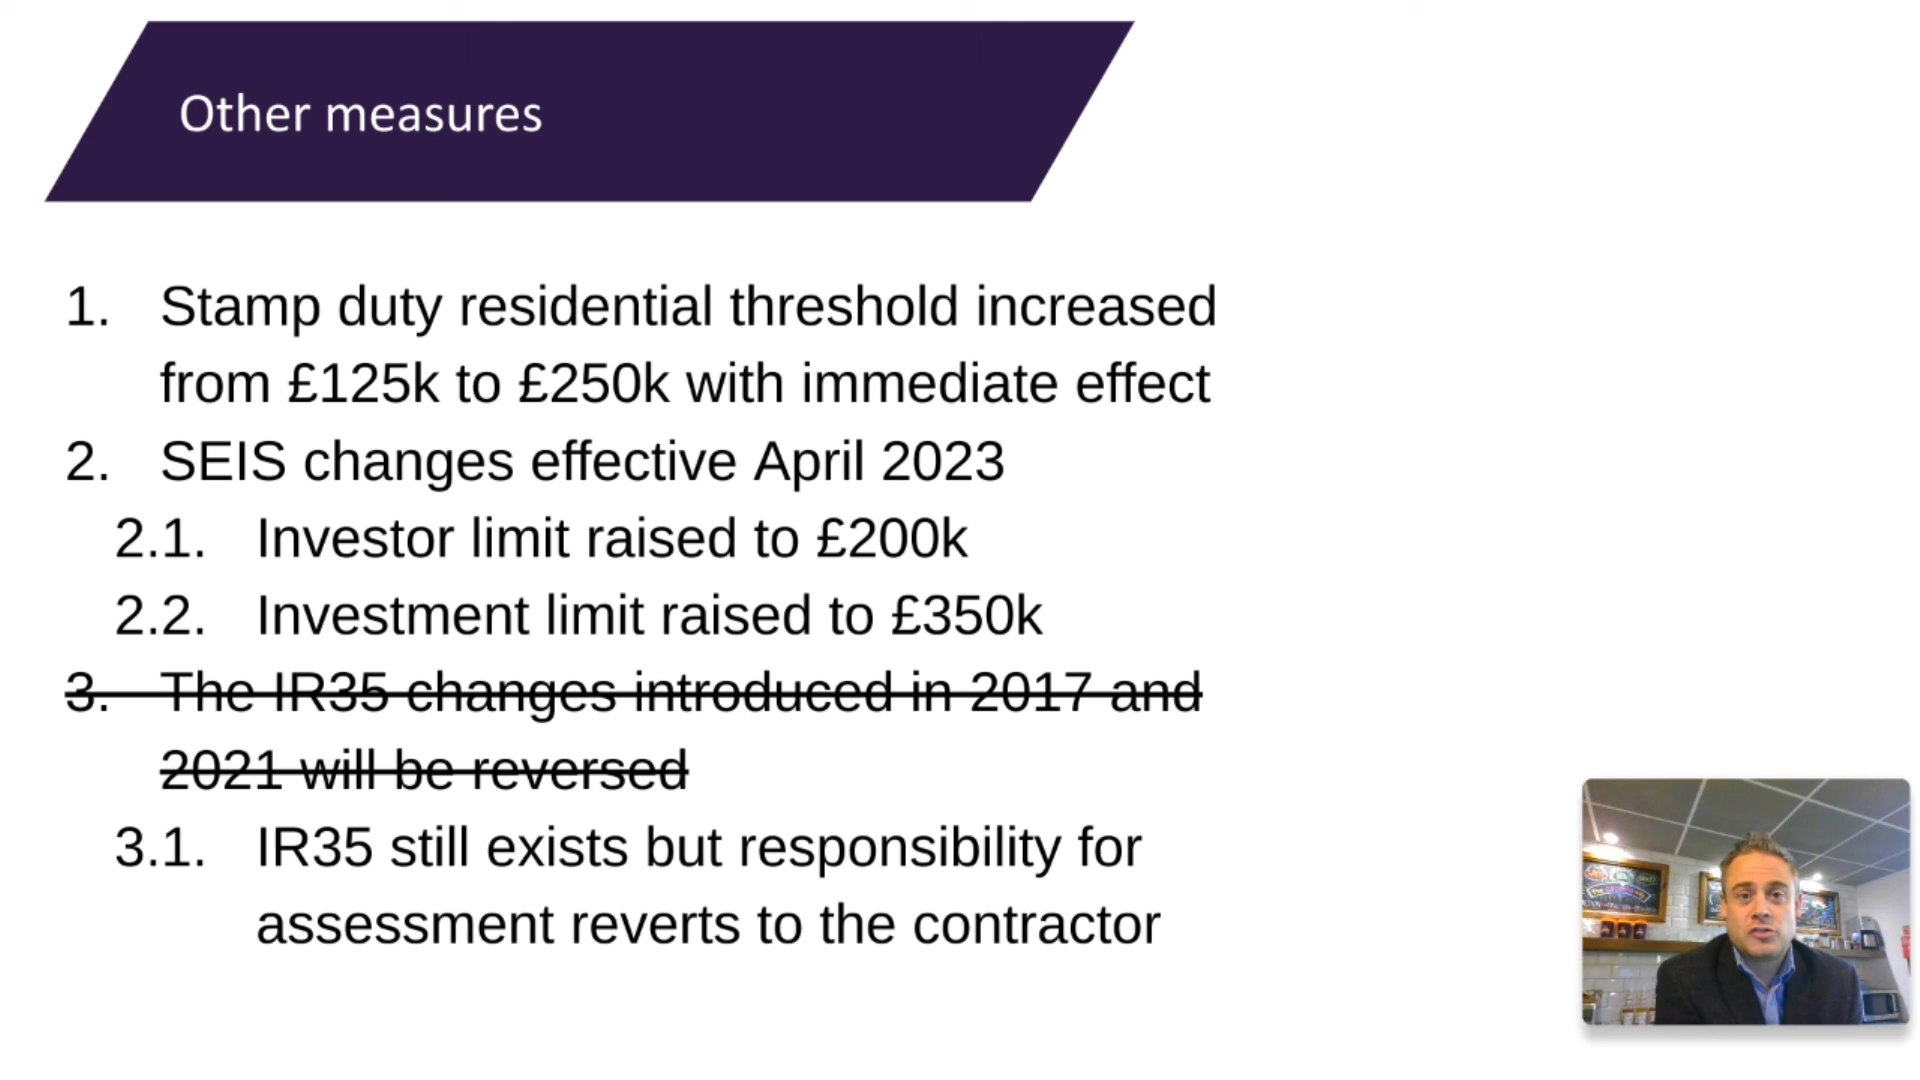 Other measures
1. Stamp duty residential threshold increased
from £125k to £250k with immediate effect
2. SEIS changes effective April 2023
2.1. Investor limit raised to £200k
2.2. Investment limit raised to £350k
3. The IR35 changes introduced in 2017 and
2021 will be reversed
3.1. IR35 still exists but responsibility for
assessment reverts to the contractor